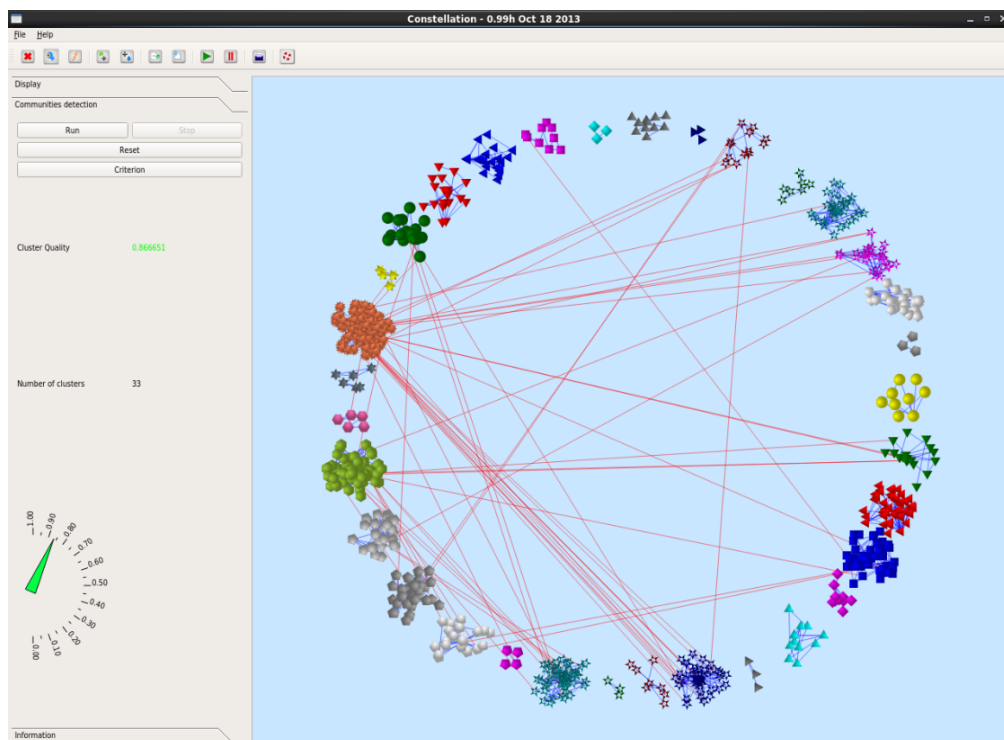 Constellation - 0.99h Oct 18 2013
File Help
Display
Communities detection
Run Stop
Reset
Criterion
Cluster Quality 0.866651
Number of clusters 33
1.00
0.90
0.80
0.70
0.60
0.50
0.40
0.30
0.20
0.10
0.00
Information